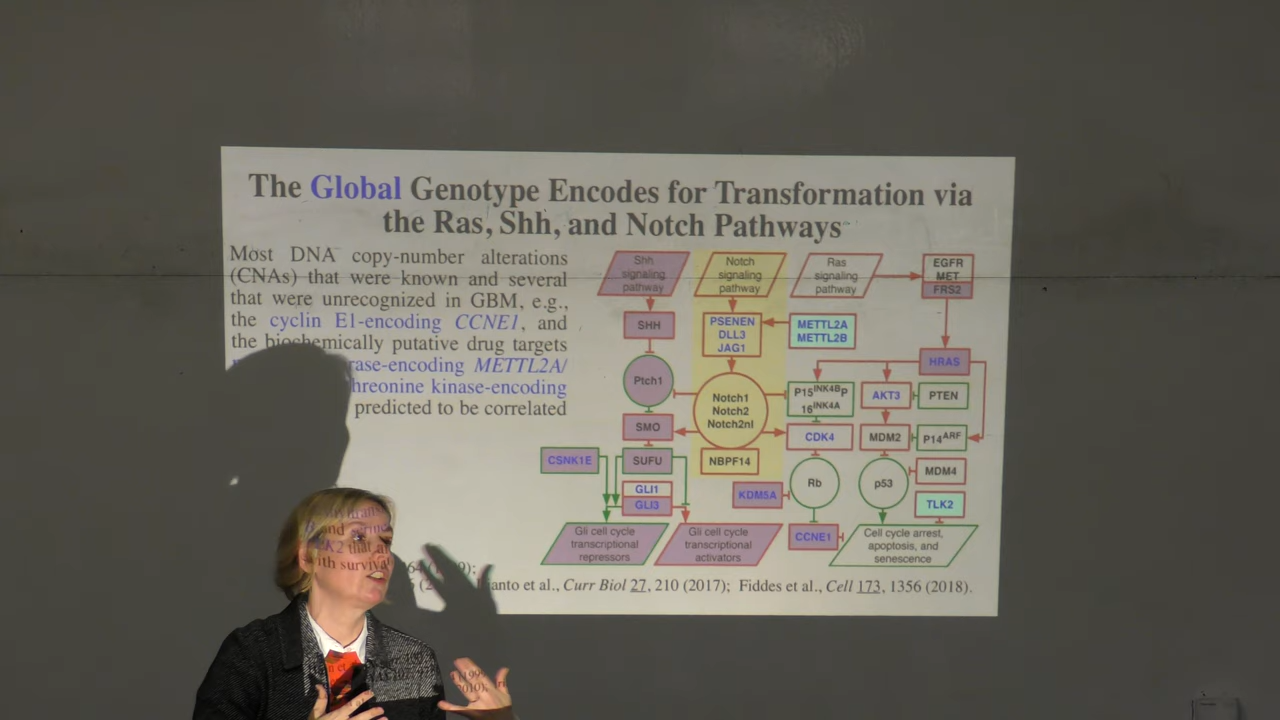 The Global Genotype Encodes for Transformation via
the Ras, Shh, and Notch Pathways
Most DNA copy-number alterations
(CNAs) that were known and several
that were unrecognized in GBM, e.g.,
the cyclin E1-encoding CCNE1, and
the biochemically putative drug targets
rase-encoding METTL2A/
hreonine kinase-encoding
predicted to be correlated
with survival
Shh
signaling
pathway
Notch
signaling
pathway
Ras
signaling
pathway
EGFR
MET
FRS2
SHH
PSENEN
DLL3
JAG1
METTL2A
METTL2B
HRAS
Ptch1
Notch1
Notch2
Notch2nl
P15INK4BP
16INK4A
AKT3
PTEN
SMO
CDK4
MDM2
P14ARF
CSNK1E
SUFU
NBPF14
Rb
p53
MDM4
GLI1
GLI3
KDM5A
TLK2
Gli cell cycle
transcriptional
repressors
Gli cell cycle
transcriptional
activators
CCNE1
Cell cycle arrest,
apoptosis, and
senescence
anto et al., Curr Biol 27, 210 (2017); Fiddes et al., Cell 173, 1356 (2018).